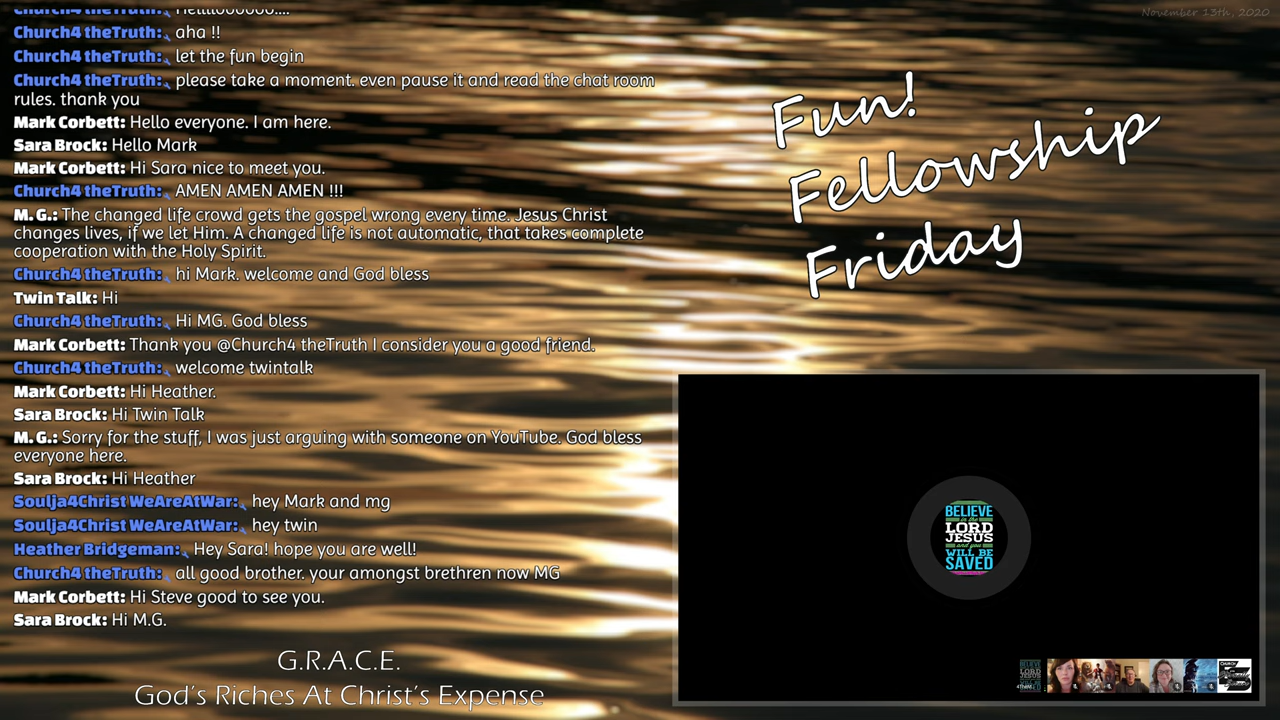 Church4 theTruth: Helllloooooo....
Church4 theTruth: aha !!
Church4 theTruth: let the fun begin
Church4 theTruth: please take a moment. even pause it and read the chat room
rules. thank you
Mark Corbett: Hello everyone. I am here.
Sara Brock: Hello Mark
Mark Corbett: Hi Sara nice to meet you.
Church4 theTruth: AMEN AMEN AMEN !!!
M. G.: The changed life crowd gets the gospel wrong every time. Jesus Christ
changes lives, if we let Him. A changed life is not automatic, that takes complete
cooperation with the Holy Spirit.
Church4 theTruth: hi Mark. welcome and God bless
Twin Talk: Hi
Church4 theTruth: Hi MG. God bless
Mark Corbett: Thank you @Church4 theTruth I consider you a good friend.
Church4 theTruth: welcome twintalk
Mark Corbett: Hi Heather.
Sara Brock: Hi Twin Talk
M. G.: Sorry for the stuff, I was just arguing with someone on YouTube. God bless
everyone here.
Sara Brock: Hi Heather
Soulja4Christ WeAreAtWar: hey Mark and mg
Soulja4Christ WeAreAtWar: hey twin
Heather Bridgeman: Hey Sara! hope you are well!
Church4 theTruth: all good brother. your amongst brethren now MG
Mark Corbett: Hi Steve good to see you.
Sara Brock: Hi M.G.
G.R.A.C.E.
God's Riches At Christ's Expense
November 13th, 2020
Fun!
Fellowship
Friday
BELIEVE
in the
LORD
JESUS
and you
WILL BE
SAVED